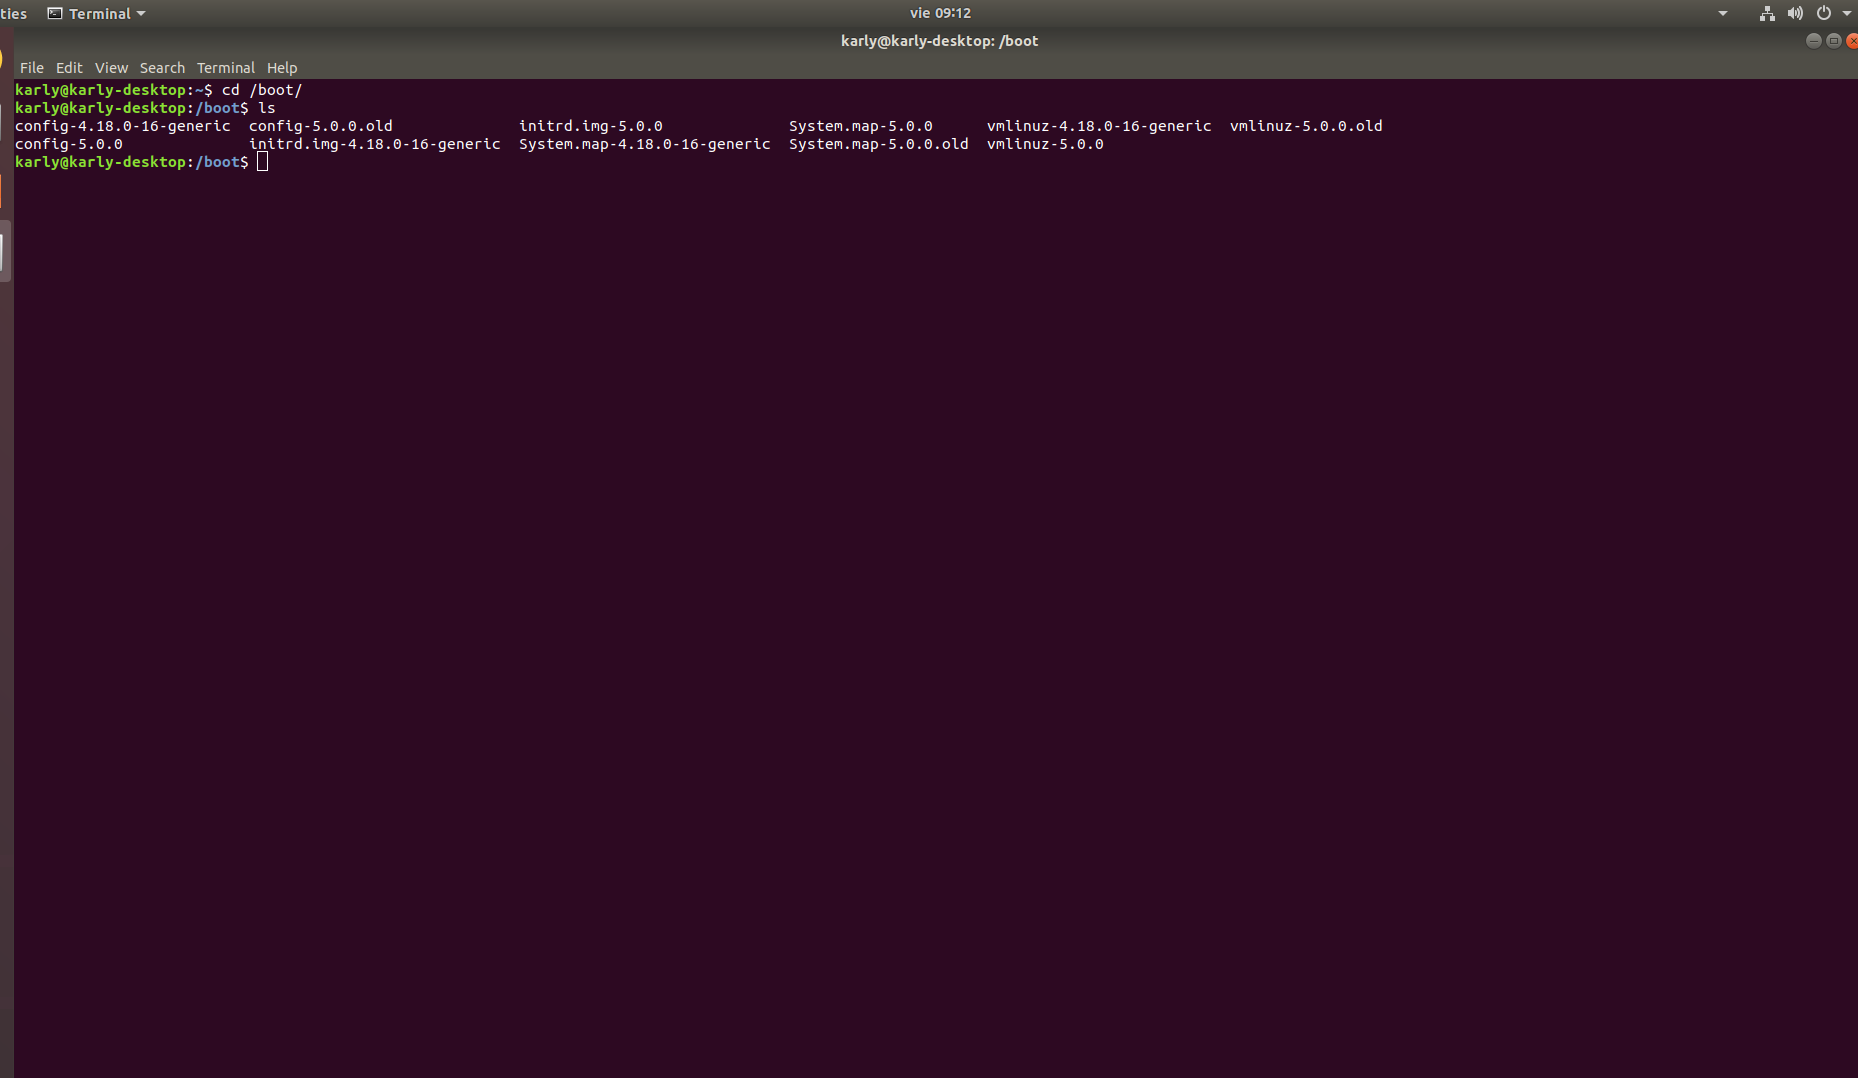 ties Terminal vie 09:12
karly@karly-desktop: /boot
File Edit View Search Terminal Help
karly@karly-desktop:~$ cd /boot/
karly@karly-desktop:/boot$ ls
config-4.18.0-16-generic config-5.0.0.old initrd.img-5.0.0 System.map-5.0.0 vmlinuz-4.18.0-16-generic vmlinuz-5.0.0.old
config-5.0.0 initrd.img-4.18.0-16-generic System.map-4.18.0-16-generic System.map-5.0.0.old vmlinuz-5.0.0
karly@karly-desktop:/boot$